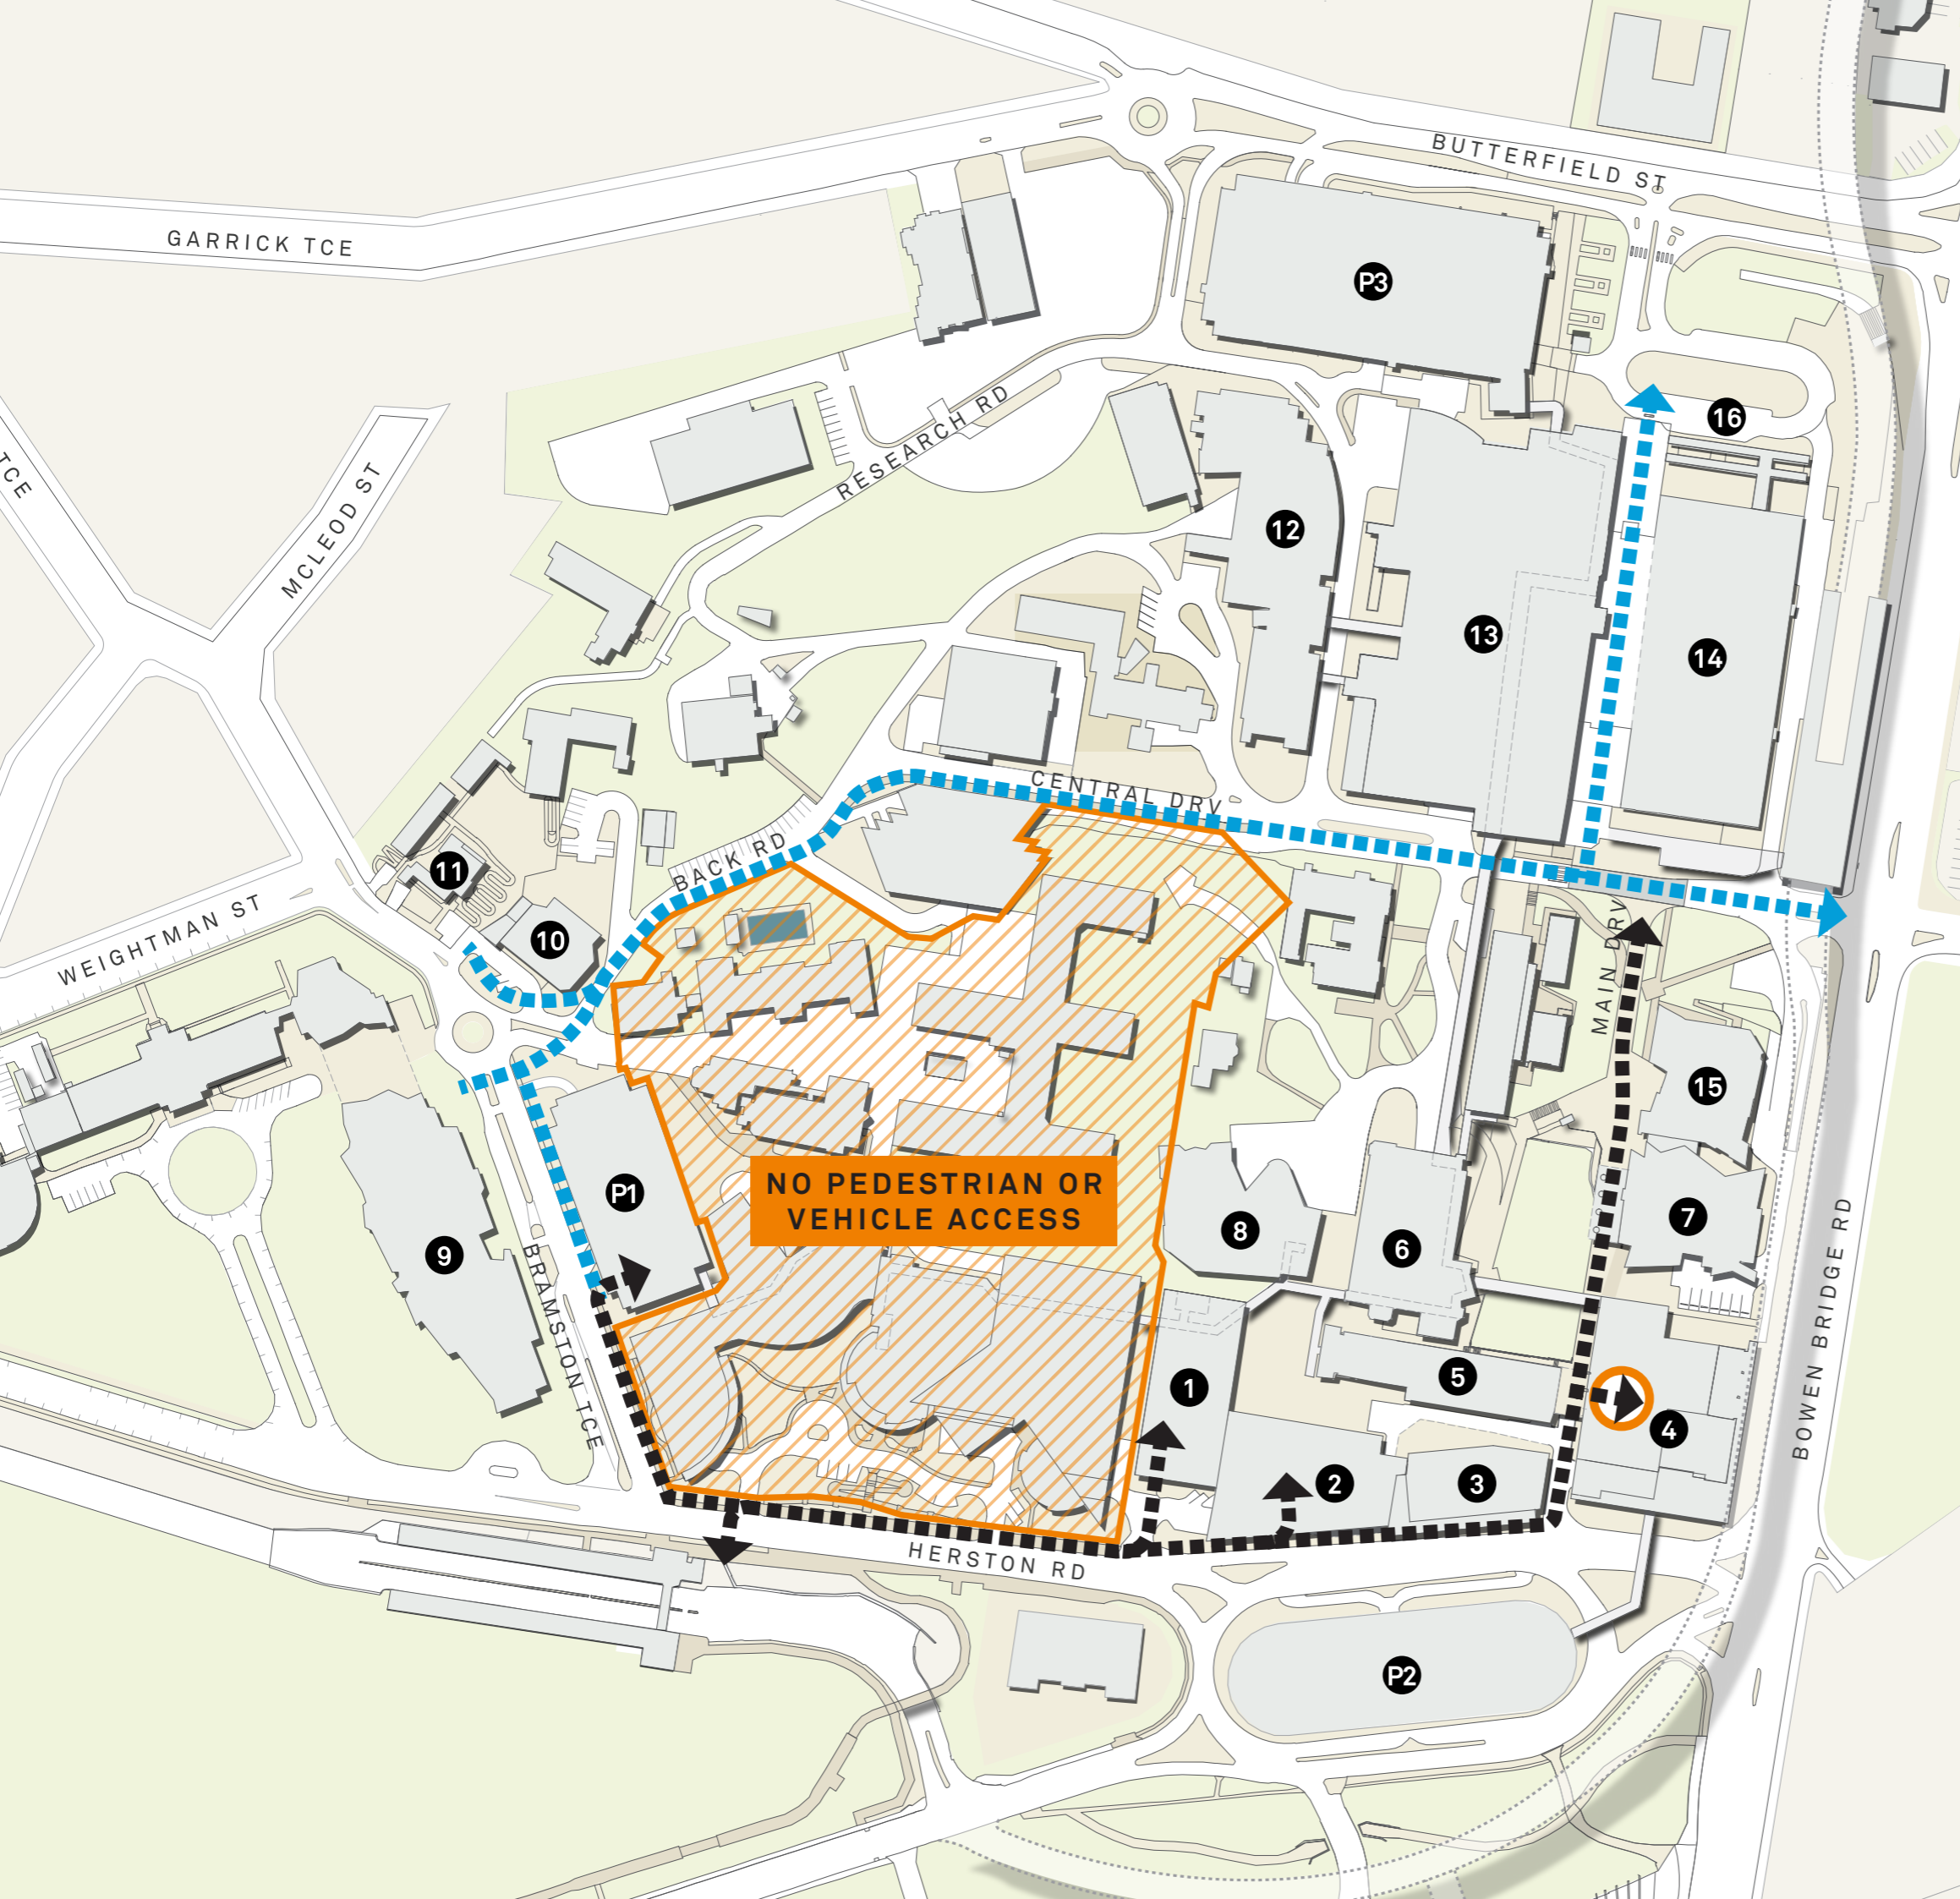 BUTTERFIELD ST
GARRICK TCE
P3
RESEARCH RD
16
TCE
MCLEOD ST
12
13
14
CENTRAL DRV
BACK RD
11
WEIGHTMAN ST
10
MAIN DRV
15
P1
NO PEDESTRIAN OR
VEHICLE ACCESS
9
8
6
7
BRAMSTON TCE
BOWEN BRIDGE RD
1
5
4
2
3
HERSTON RD
P2